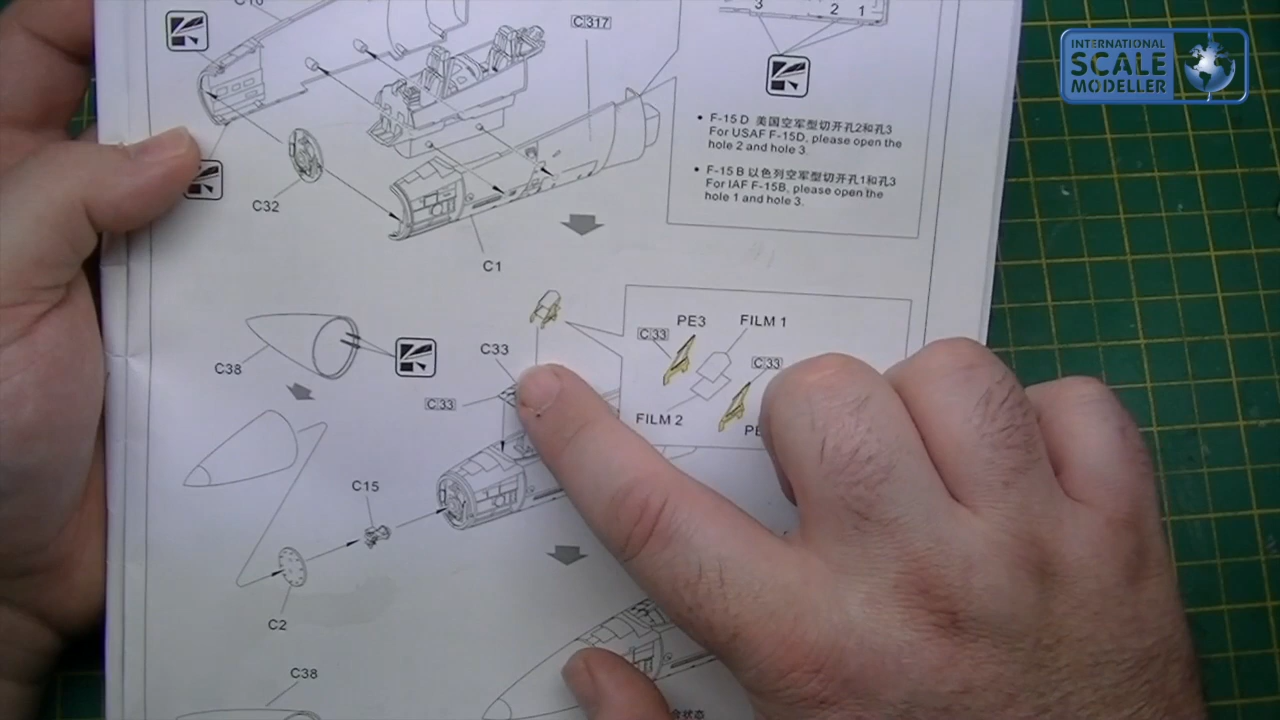 C317
3 2 1
INTERNATIONAL
SCALE
MODELLER
• F-15 D 美国空军型切开孔2和孔3
For USAF F-15D, please open the
hole 2 and hole 3.
• F-15 B 以色列空军型切开孔1和孔3
For IAF F-15B, please open the
hole 1 and hole 3.
C32
C1
PE3
FILM 1
C33
C33
C33
C38
C33
FILM 2
C15
C2
C38